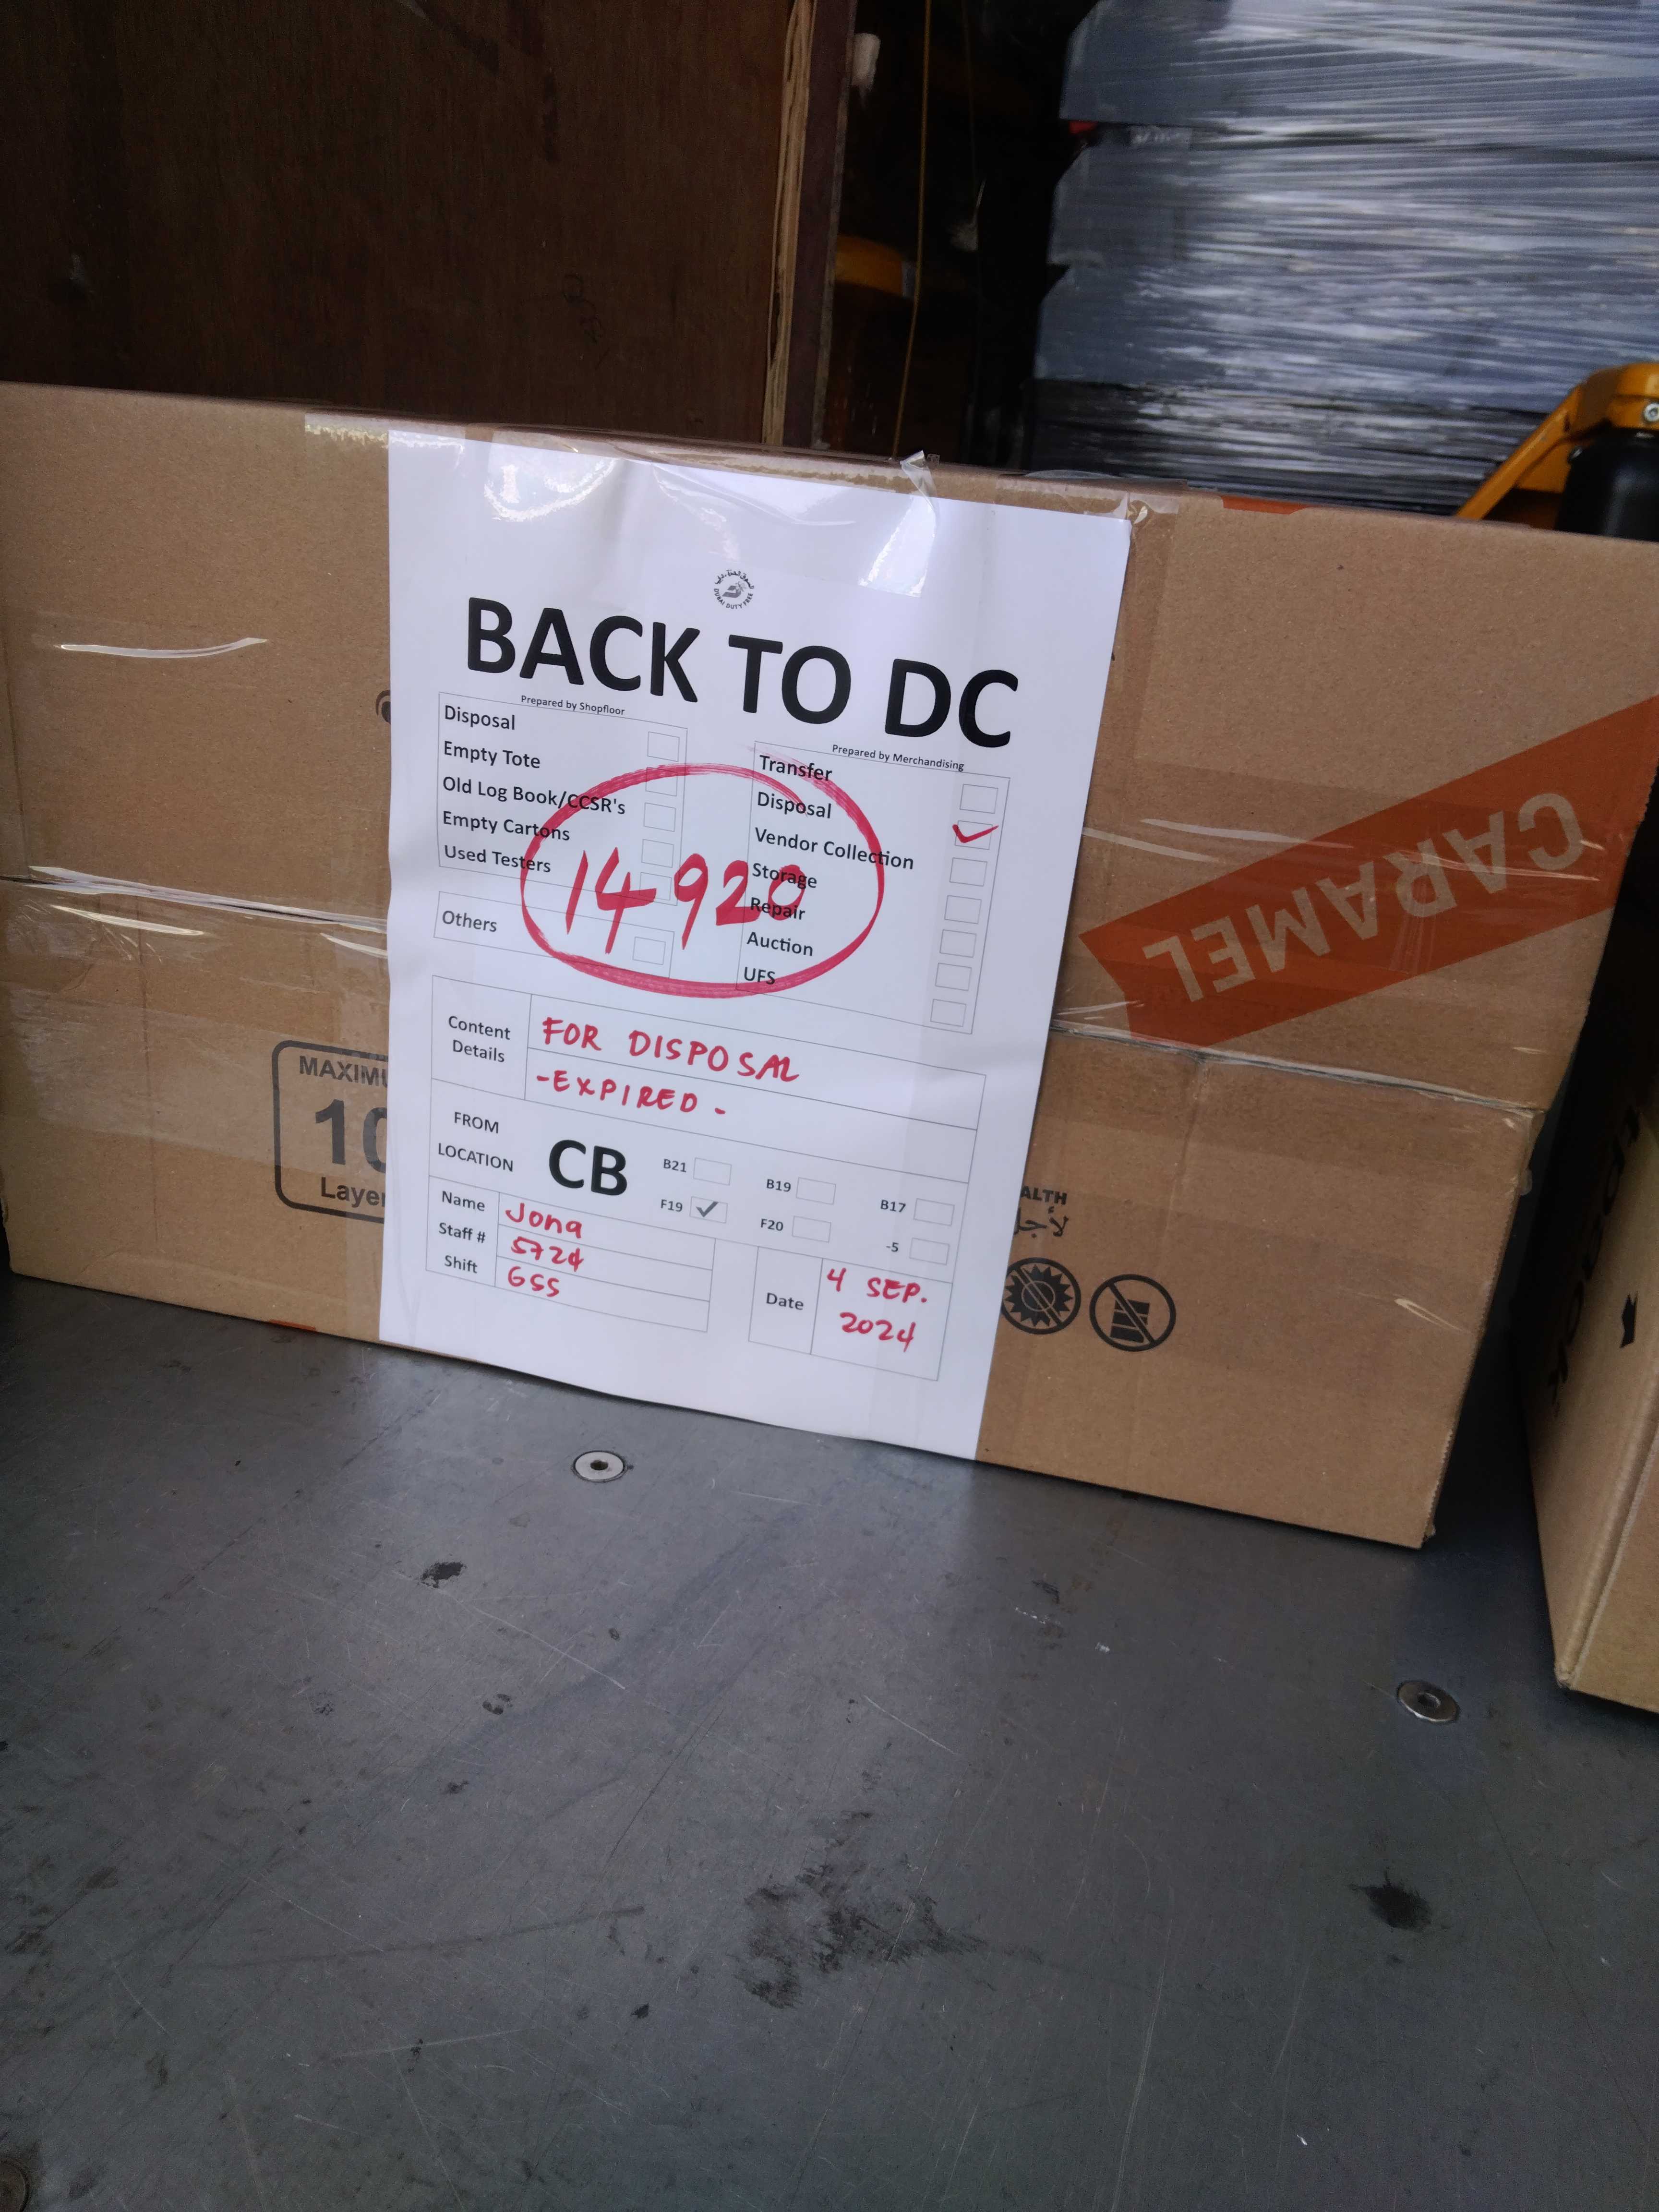 DUBAI DUTY FREE
BACK TO DC
Prepared by Shopfloor
Disposal
Empty Tote
Old Log Book/CCSR's
Empty Cartons
Used Testers
Others
Prepared by Merchandising
Transfer
Disposal
Vendor Collection
Storage
Repair
Auction
UFS
14920
Content Details
FOR DISPOSAL
-EXPIRED-
FROM LOCATION
CB
B21
B19
B17
F19
F20
-5
Name Jona
Staff # 5724
Shift GSS
Date
4 SEP.
2024
CARAMEL
MAXIMU
10
Layer
ALTH